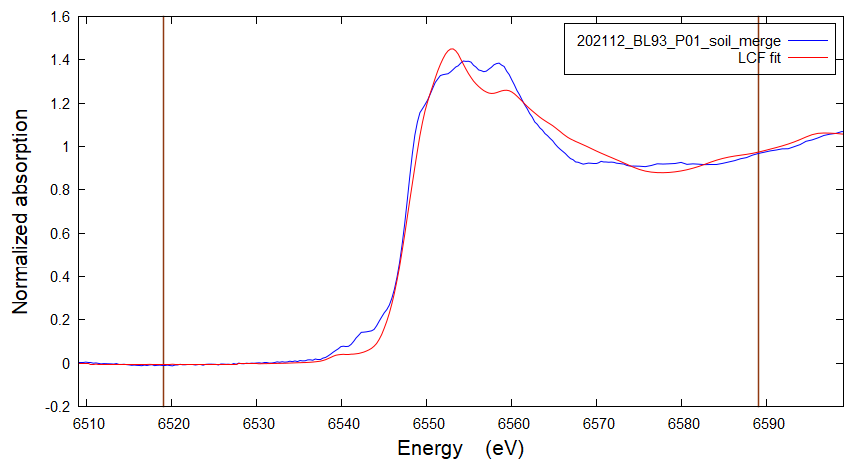 1.6
1.4
1.2
1
0.8
0.6
0.4
0.2
0
-0.2
Normalized absorption
202112_BL93_P01_soil_merge
LCF fit
6510 6520 6530 6540 6550 6560 6570 6580 6590
Energy (eV)